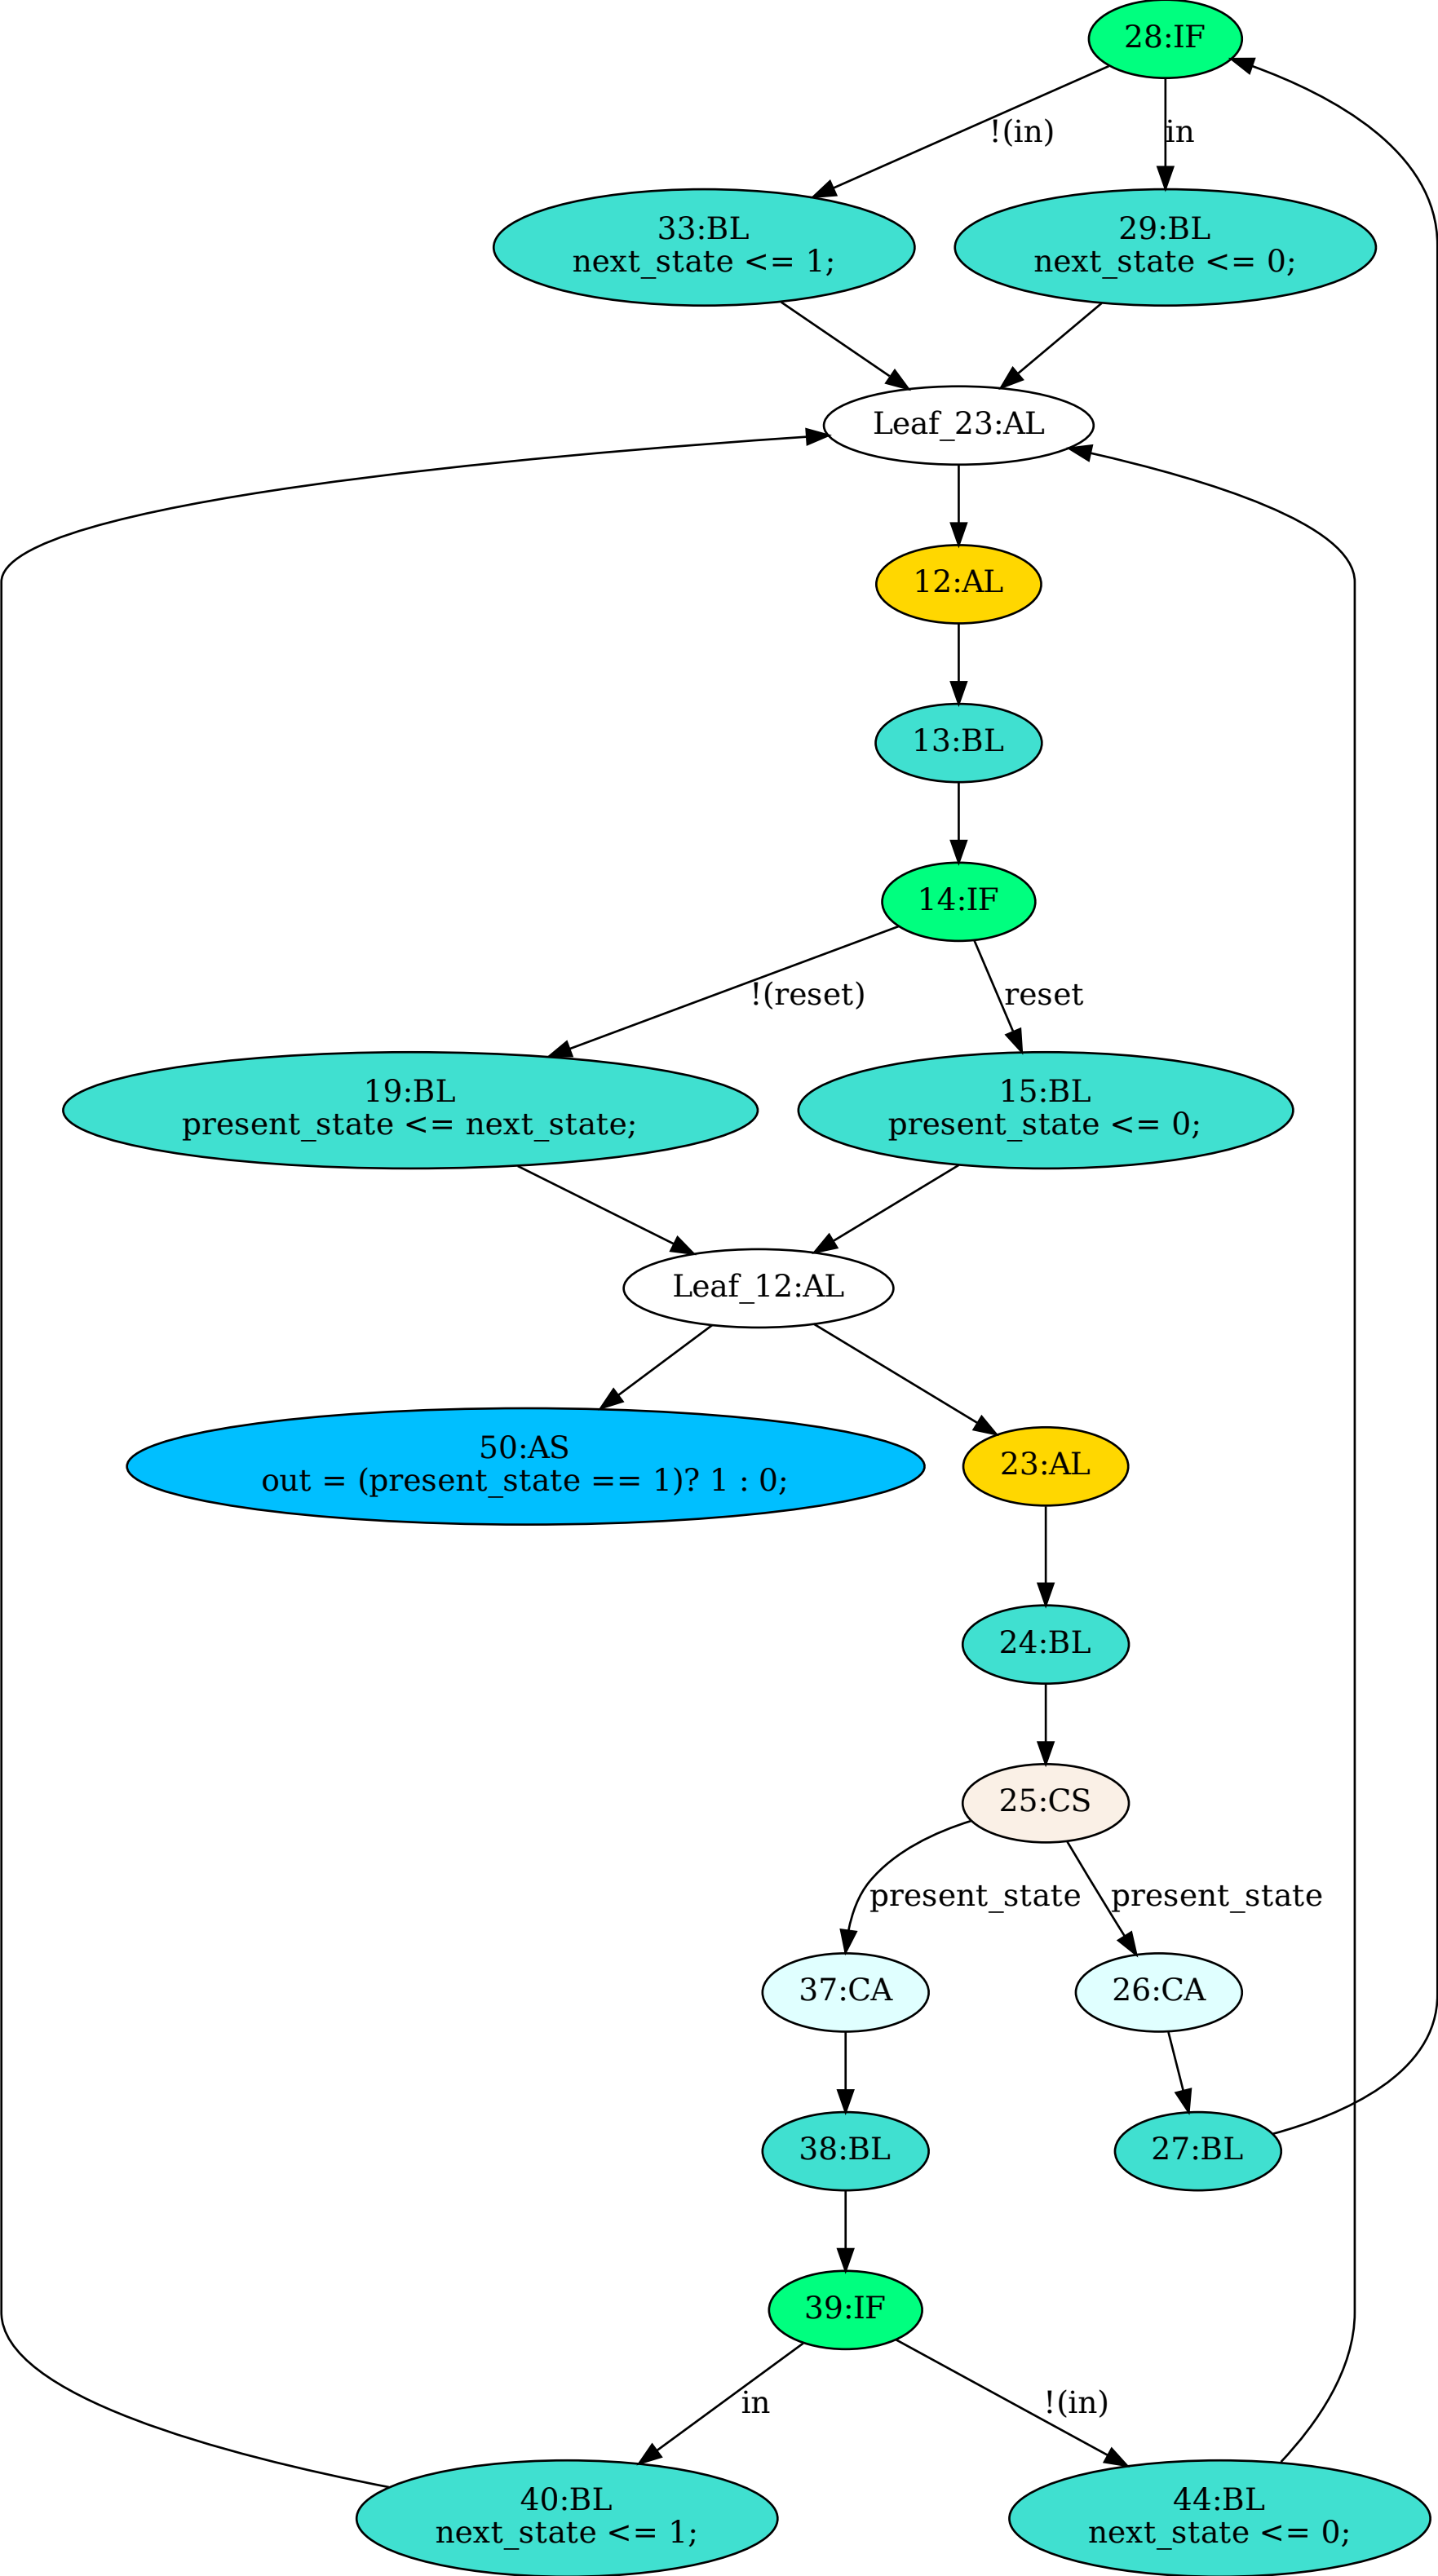 28:IF
!(in)
in
33:BL
next_state <= 1;
29:BL
next_state <= 0;
Leaf_23:AL
12:AL
13:BL
14:IF
!(reset)
reset
19:BL
present_state <= next_state;
15:BL
present_state <= 0;
Leaf_12:AL
50:AS
out = (present_state == 1)? 1 : 0;
23:AL
24:BL
25:CS
present_state
present_state
37:CA
26:CA
38:BL
27:BL
39:IF
in
!(in)
40:BL
next_state <= 1;
44:BL
next_state <= 0;